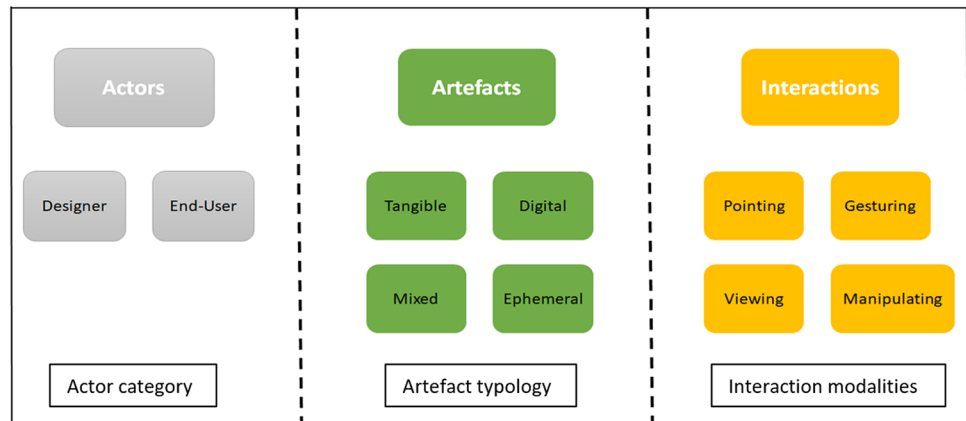 Actors
Artefacts
Interactions
Designer
End-User
Tangible
Digital
Pointing
Gesturing
Mixed
Ephemeral
Viewing
Manipulating
Actor category
Artefact typology
Interaction modalities